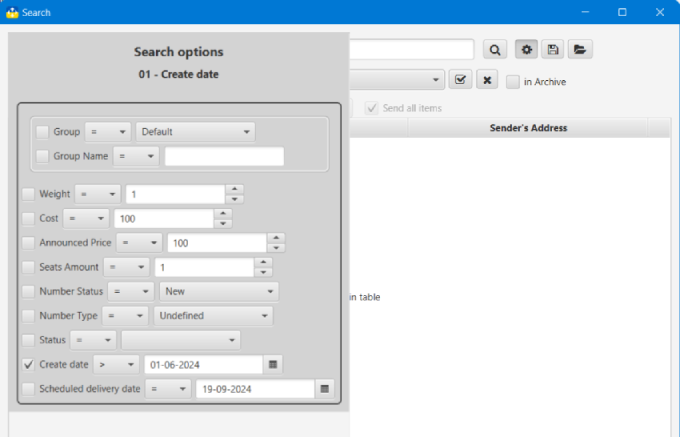 Search
Search options
01 - Create date
in Archive
Send all items
Sender's Address
Group = Default
Group Name =
Weight = 1
Cost = 100
Announced Price = 100
Seats Amount = 1
Number Status = New
in table
Number Type = Undefined
Status =
Create date > 01-06-2024
Scheduled delivery date = 19-09-2024